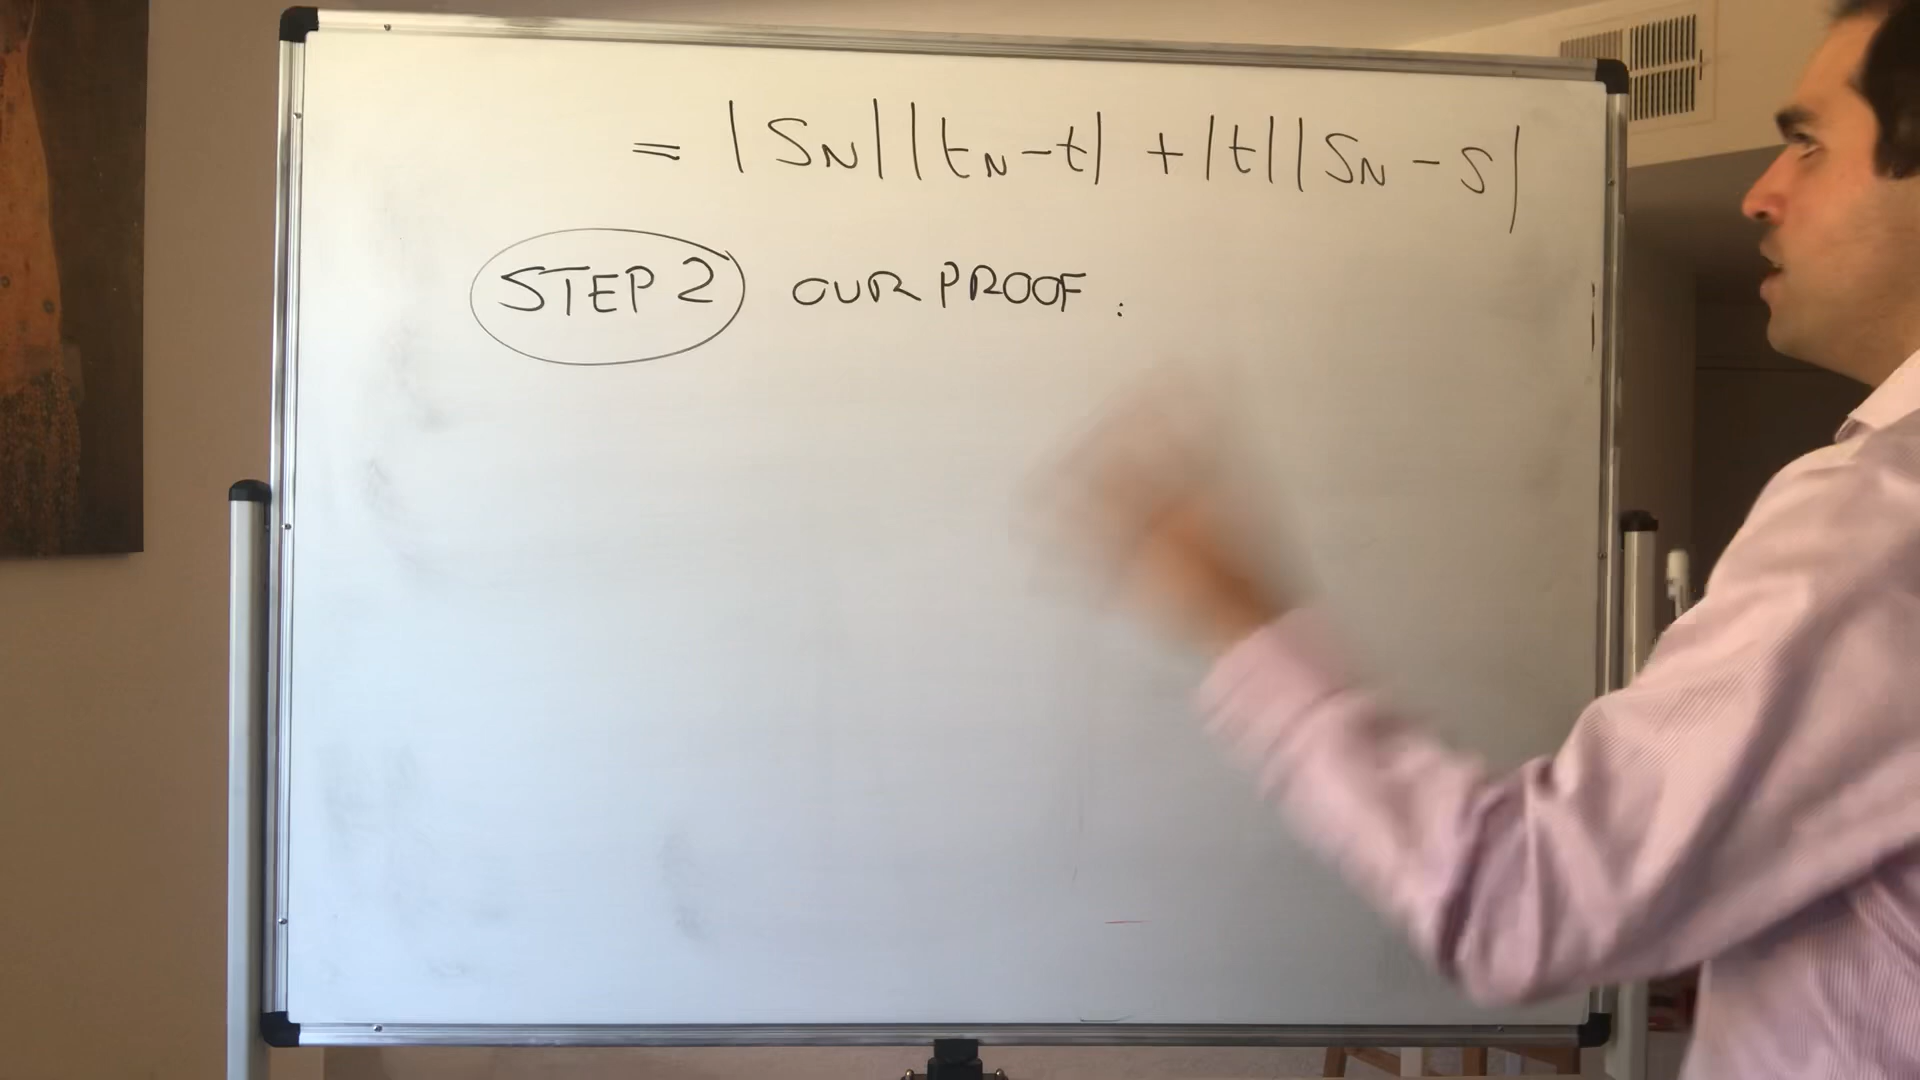 = |SN||tN-t| + |t||SN - S|
STEP 2 OUR PROOF :